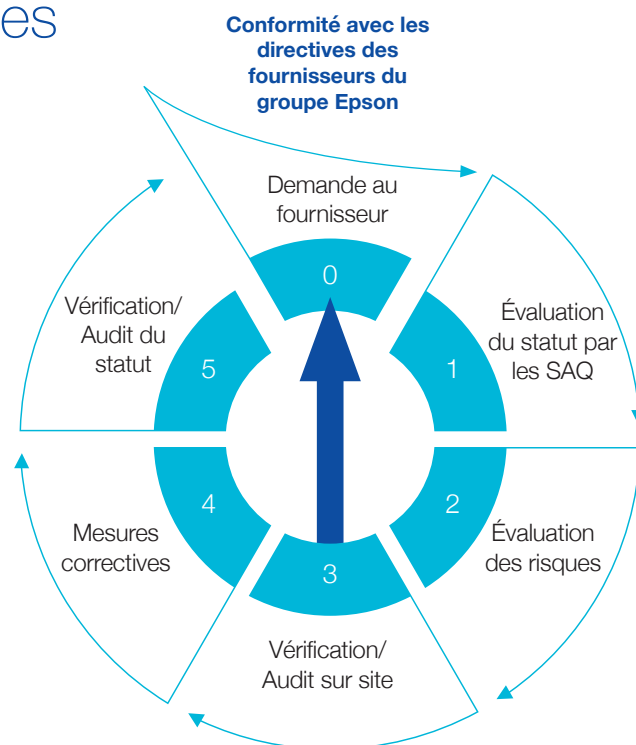 es
Conformité avec les
directives des
fournisseurs du
groupe Epson
Demande au
fournisseur
0
Évaluation
du statut par
les SAQ
1
2
Évaluation
des risques
3
Vérification/
Audit sur site
4
Mesures
correctives
5
Vérification/
Audit du
statut